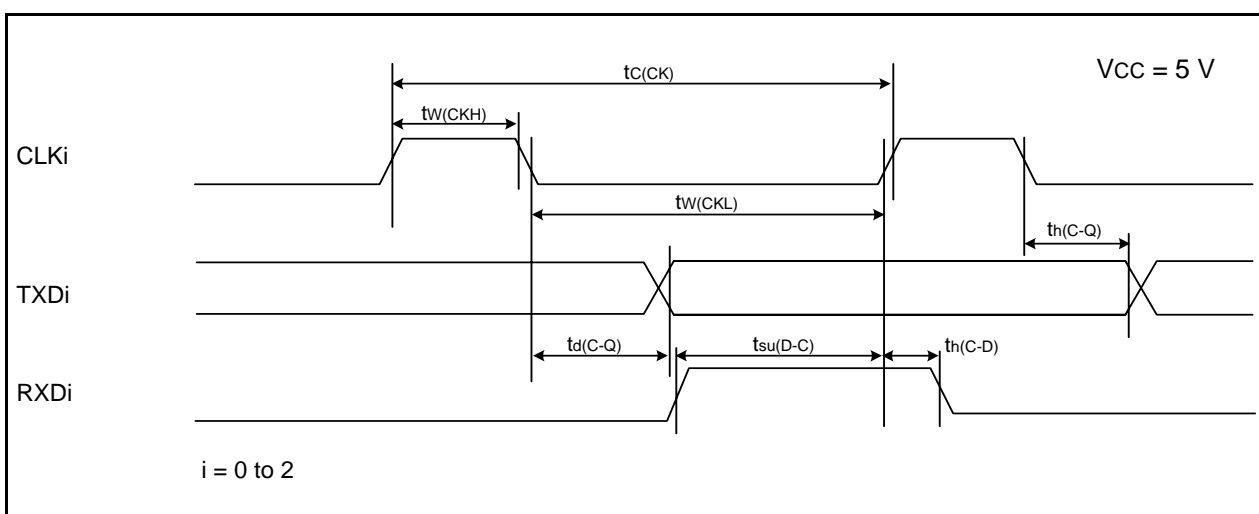 tC(CK)
VCC = 5 V
tW(CKH)
CLKi
tW(CKL)
th(C-Q)
TXDi
td(C-Q)
tsu(D-C)
th(C-D)
RXDi
i = 0 to 2